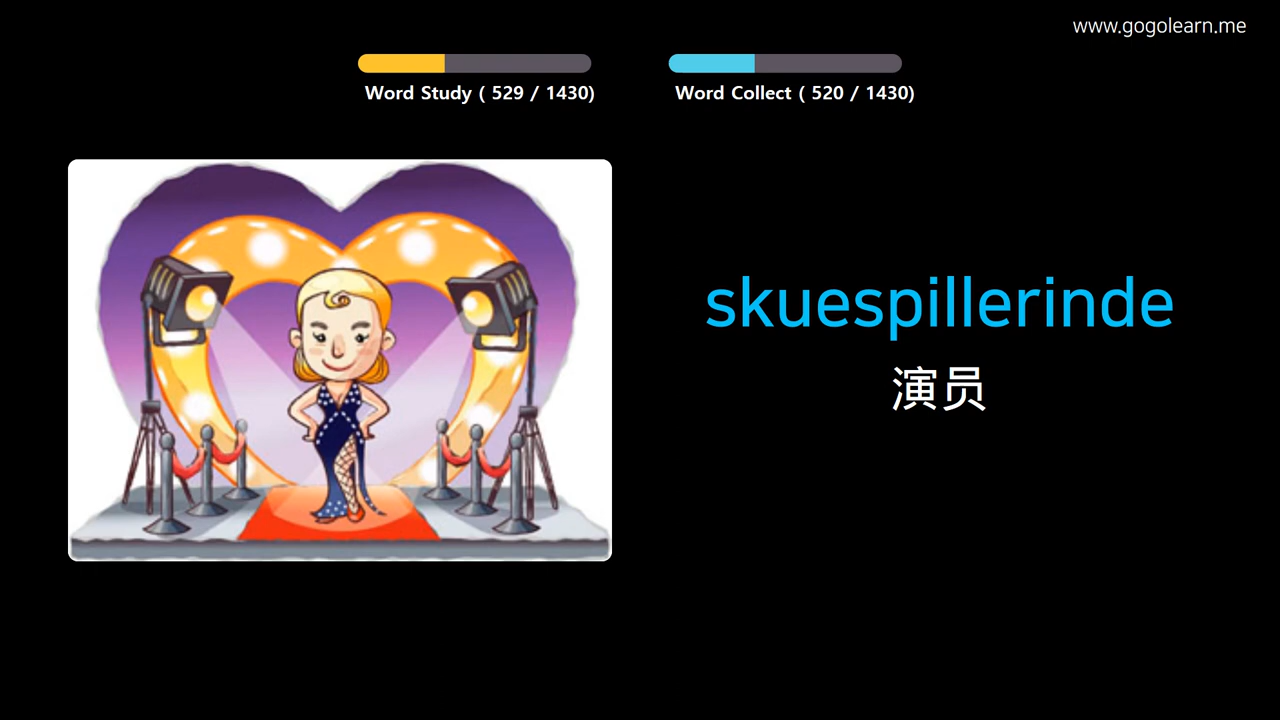 www.gogolearn.me
Word Study ( 529 / 1430)
Word Collect ( 520 / 1430)
skuespillerinde
演员